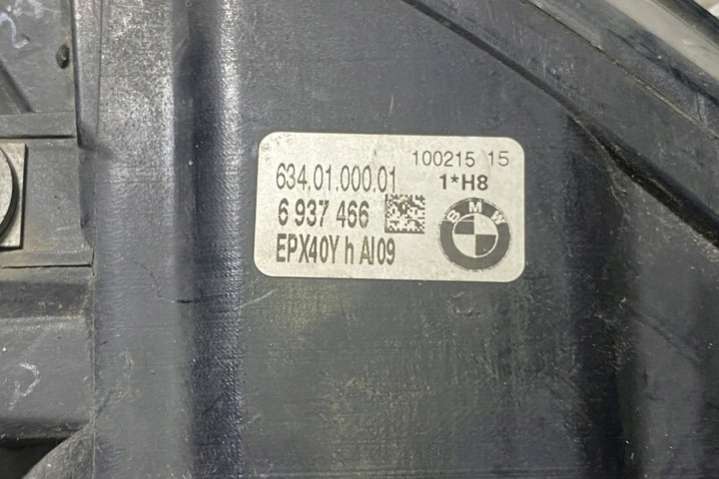 100215 15
634.01.000.01 1*H8
6 937 466
BMW
EPX40Y h AI09